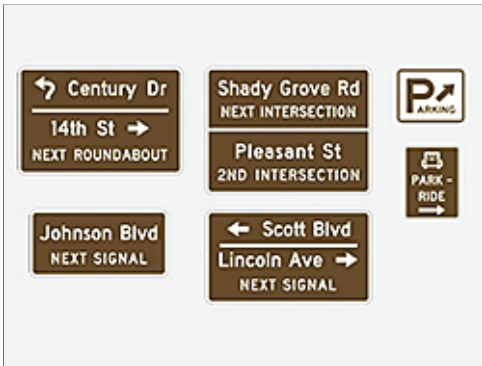 Century Dr
14th St
NEXT ROUNDABOUT
Shady Grove Rd
NEXT INTERSECTION
Pleasant St
2ND INTERSECTION
PARKING
PARK-
RIDE
Johnson Blvd
NEXT SIGNAL
Scott Blvd
Lincoln Ave
NEXT SIGNAL